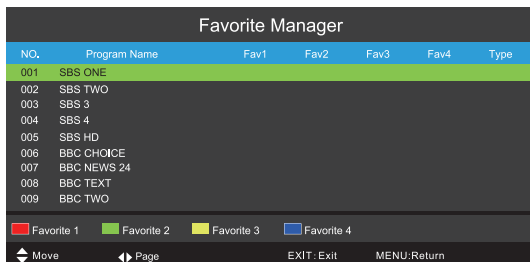 Favorite Manager
NO. Program Name Fav1 Fav2 Fav3 Fav4 Type
001 SBS ONE
002 SBS TWO
003 SBS 3
004 SBS 4
005 SBS HD
006 BBC CHOICE
007 BBC NEWS 24
008 BBC TEXT
009 BBC TWO
Favorite 1 Favorite 2 Favorite 3 Favorite 4
Move Page EXIT:Exit MENU:Return